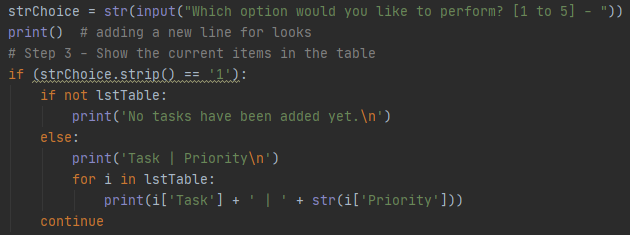 strChoice = str(input("Which option would you like to perform? [1 to 5] - "))
print()  # adding a new line for looks
# Step 3 - Show the current items in the table
if (strChoice.strip() == '1'):
    if not lstTable:
        print('No tasks have been added yet.\n')
    else:
        print('Task | Priority\n')
        for i in lstTable:
            print(i['Task'] + ' | ' + str(i['Priority']))
    continue